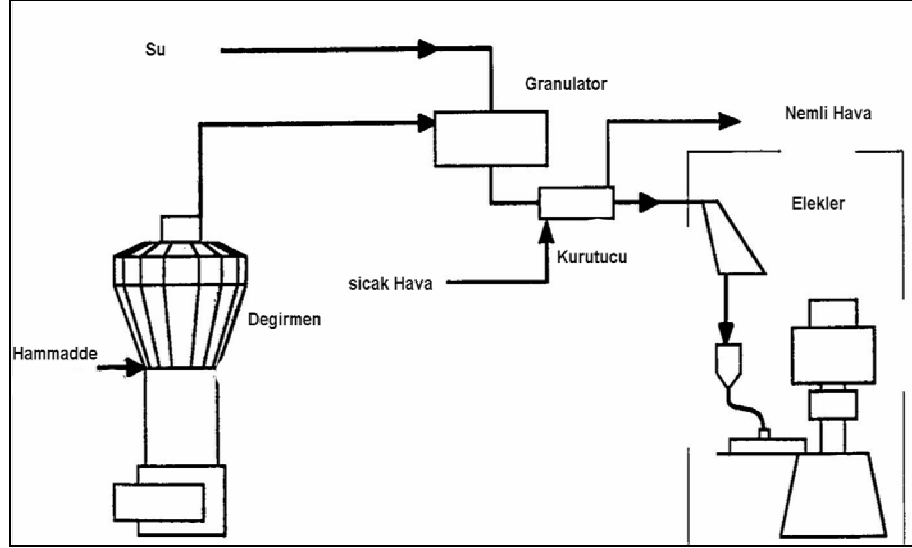 Su
Granulator
Nemli Hava
Elekler
Kurutucu
sicak Hava
Degirmen
Hammadde